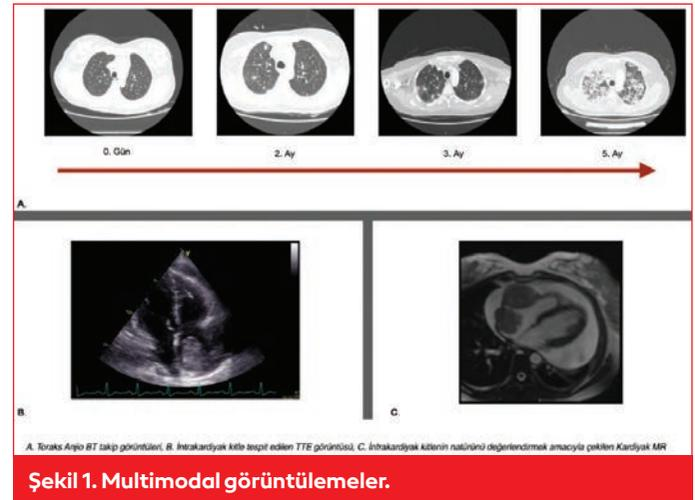 0. Gün
2. Ay
3. Ay
5. Ay
A.
B.
C.
A. Toraks Anjio BT takip görüntüleri, B. İntrakardiyak kitle tespit edilen TTE görüntüsü, C. İntrakardiyak kitlenin natürünü değerlendirmek amacıyla çekilen Kardiyak MR
Şekil 1. Multimodal görüntülemeler.